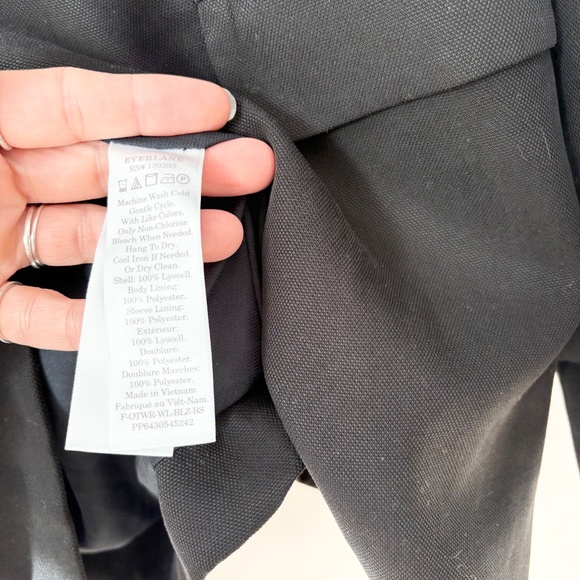 EVERLANE
RN# 139393
Machine Wash Cold
Gentle Cycle.
With Like Colors.
Only Non-Chlorine
Bleach When Needed.
Hang To Dry.
Cool Iron If Needed.
Or Dry Clean.
Shell: 100% Lyocell.
Body Lining:
100% Polyester.
Sleeve Lining:
100% Polyester.
Extérieur:
100% Lyocell.
Doublure:
100% Polyester.
Doublure Manches:
100% Polyester.
Made in Vietnam.
Fabriqué au Viêt-Nam.
F-OTWR-WL-BLZ-BS
PP6430545242